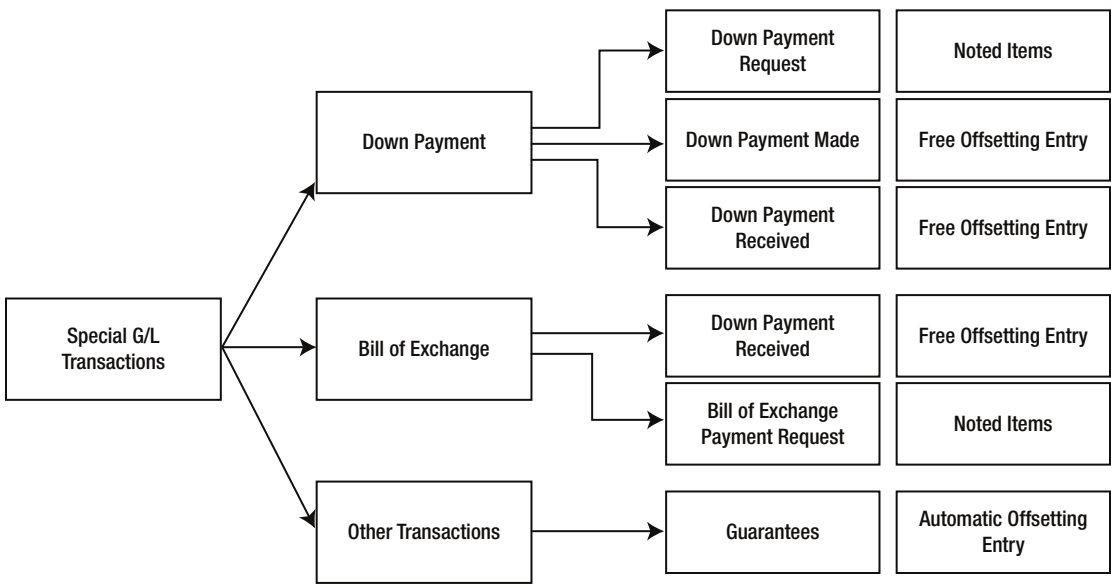 Down Payment
Request
Noted Items
Down Payment
Down Payment Made
Free Offsetting Entry
Down Payment
Received
Free Offsetting Entry
Special G/L
Transactions
Bill of Exchange
Down Payment
Received
Free Offsetting Entry
Bill of Exchange
Payment Request
Noted Items
Other Transactions
Guarantees
Automatic Offsetting
Entry